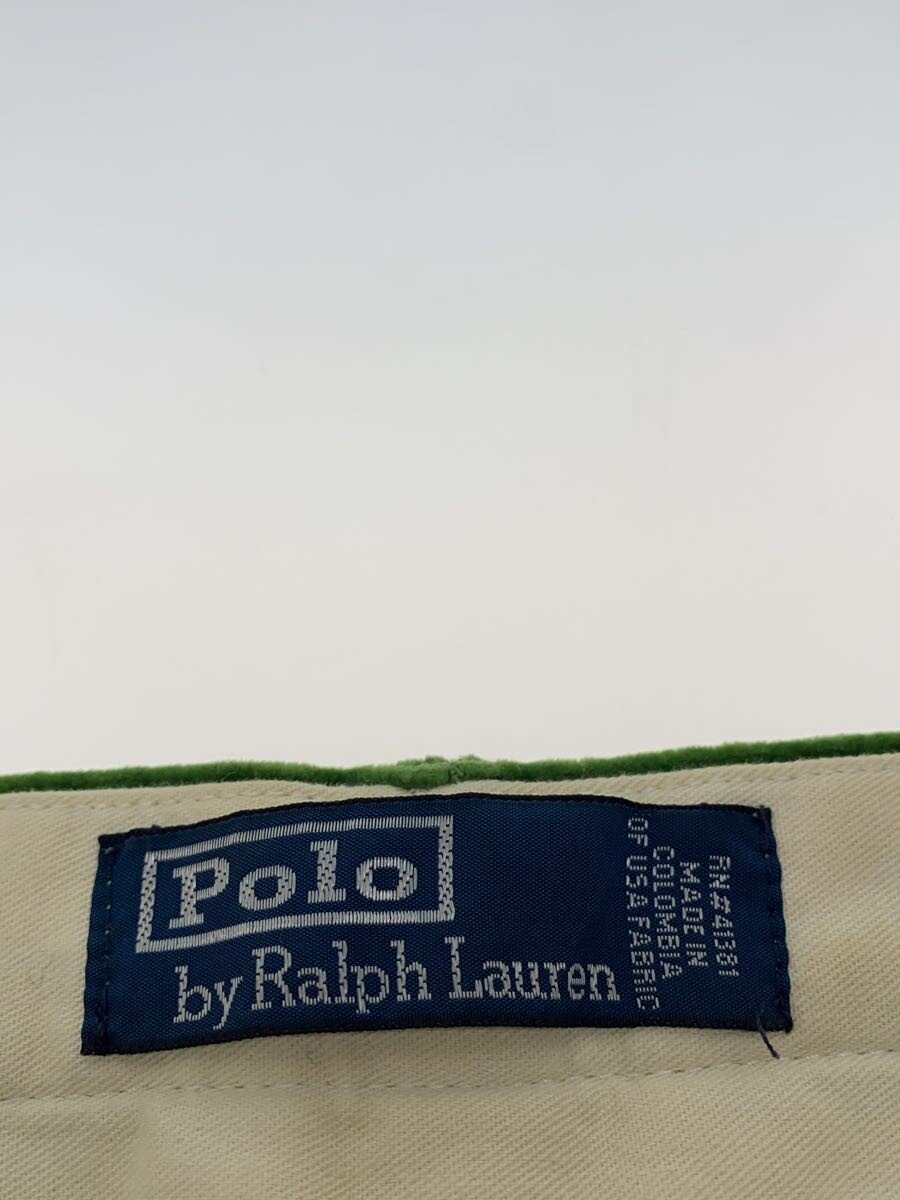 Polo
by Ralph Lauren
RN#41381
MADE IN
COLOMBIA
OF USA FABRIC